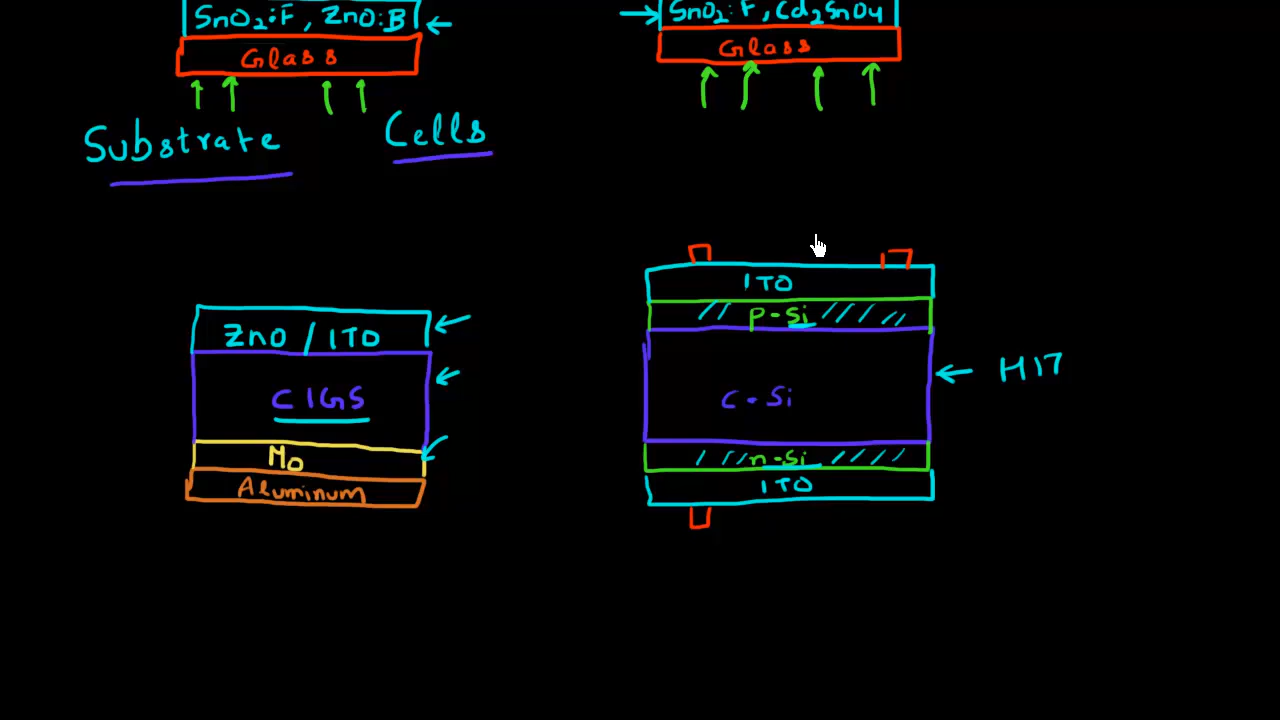 SnO2:F, ZnO:B
SnO2:F, Cd2SnO4
Glass
Glass
Substrate Cells
ITO
p-Si
ZnO / ITO
CIGS
C-Si
HIT
Mo
n-Si
Aluminum
ITO